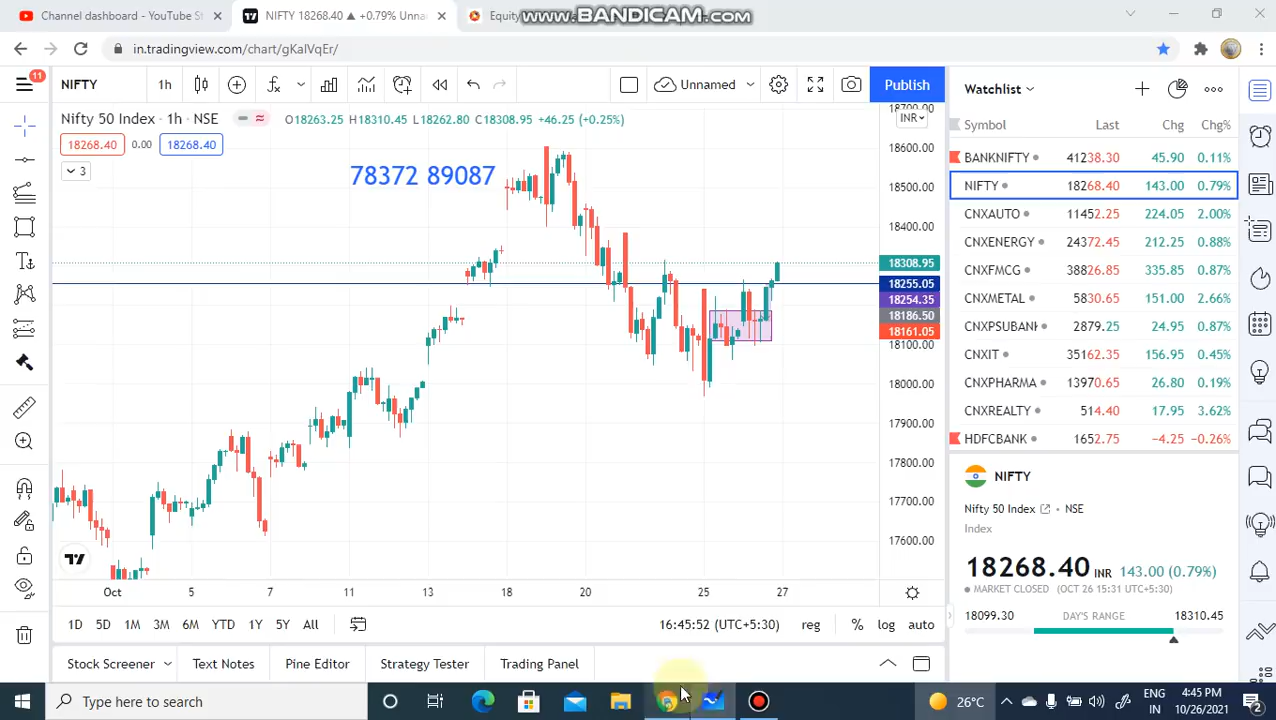 Channel dashboard - YouTube St
NIFTY 18268.40 ▲ +0.79% Unna
Equity
www.BANDICAM.com
in.tradingview.com/chart/gKaIVqEr/
11
NIFTY
1h
Unnamed
Publish
Nifty 50 Index · 1h · NSE
O18263.25 H18310.45 L18262.80 C18308.95 +46.25 (+0.25%)
18268.40 0.00 18268.40
3
78372 89087
18700.00
INR
18600.00
18500.00
18400.00
18308.95
18255.05
18254.35
18186.50
18161.05
18100.00
18000.00
17900.00
17800.00
17700.00
17600.00
Oct 5 7 11 13 18 20 25 27
1D 5D 1M 3M 6M YTD 1Y 5Y All
16:45:52 (UTC+5:30) reg % log auto
Stock Screener Text Notes Pine Editor Strategy Tester Trading Panel
Watchlist
Symbol Last Chg Chg%
BANKNIFTY 41238.30 45.90 0.11%
NIFTY 18268.40 143.00 0.79%
CNXAUTO 11452.25 224.05 2.00%
CNXENERGY 24372.45 212.25 0.88%
CNXFMCG 38826.85 335.85 0.87%
CNXMETAL 5830.65 151.00 2.66%
CNXPSUBANK 2879.25 24.95 0.87%
CNXIT 35162.35 156.95 0.45%
CNXPHARMA 13970.65 26.80 0.19%
CNXREALTY 514.40 17.95 3.62%
HDFCBANK 1652.75 −4.25 −0.26%
NIFTY
Nifty 50 Index · NSE
Index
18268.40 INR 143.00 (0.79%)
MARKET CLOSED (OCT 26 15:31 UTC+5:30)
18099.30 DAY'S RANGE 18310.45
Type here to search
26°C
ENG
IN
4:45 PM
10/26/2021
2